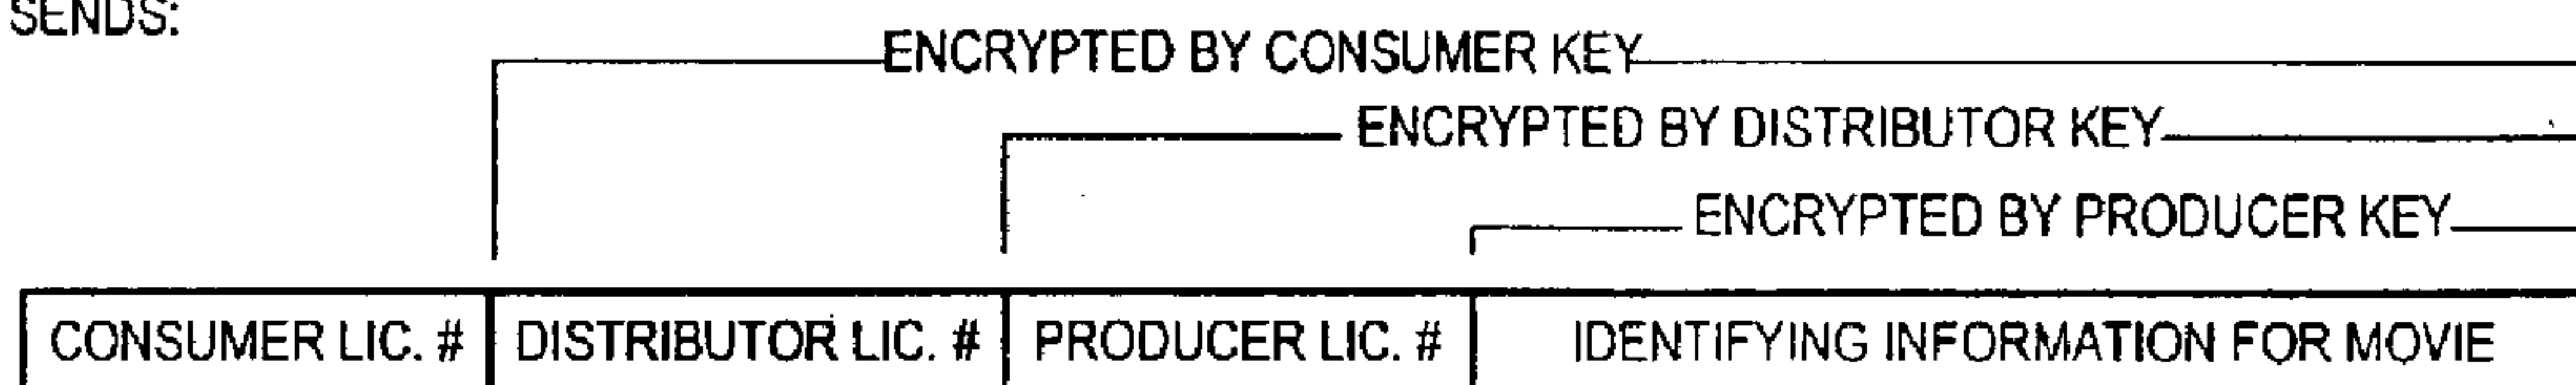 SENDS:
ENCRYPTED BY CONSUMER KEY
ENCRYPTED BY DISTRIBUTOR KEY
ENCRYPTED BY PRODUCER KEY
CONSUMER LIC. # DISTRIBUTOR LIC. # PRODUCER LIC. # IDENTIFYING INFORMATION FOR MOVIE